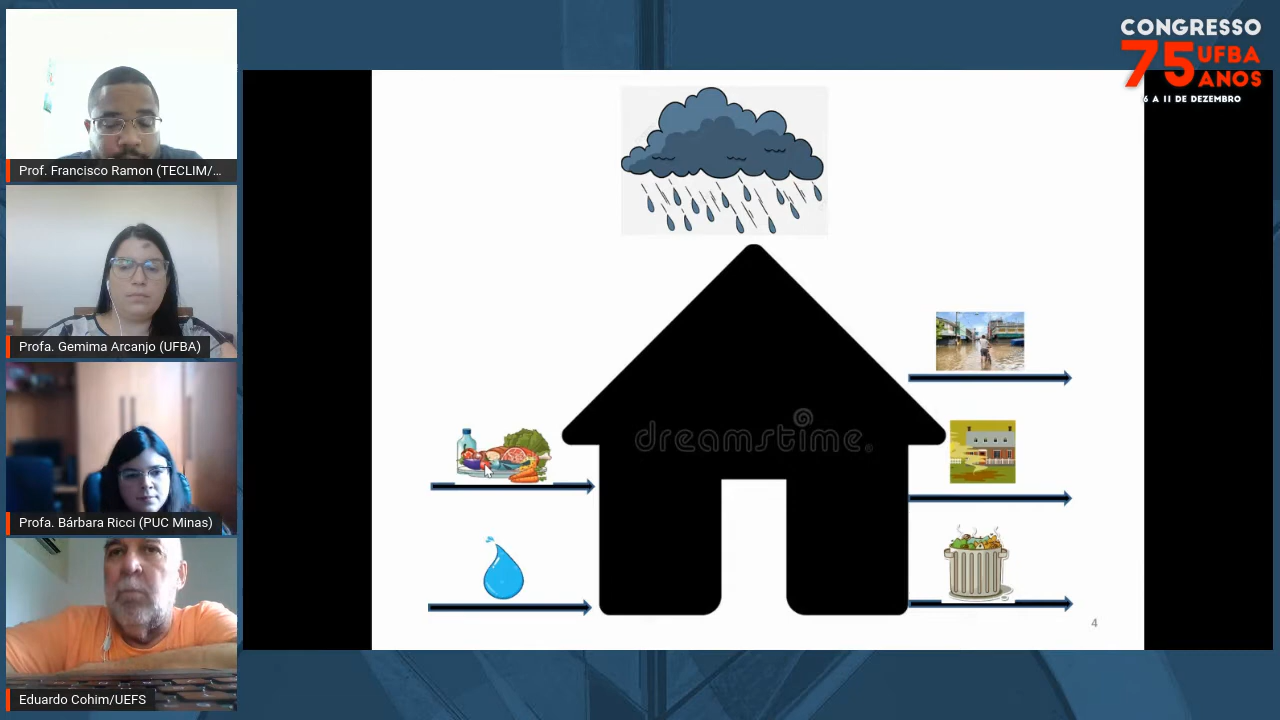 CONGRESSO
75 UFBA
ANOS
6 A 11 DE DEZEMBRO
Prof. Francisco Ramon (TECLIM/...
Profa. Gemima Arcanjo (UFBA)
Profa. Bárbara Ricci (PUC Minas)
Eduardo Cohim/UEFS
dreamstime.
4